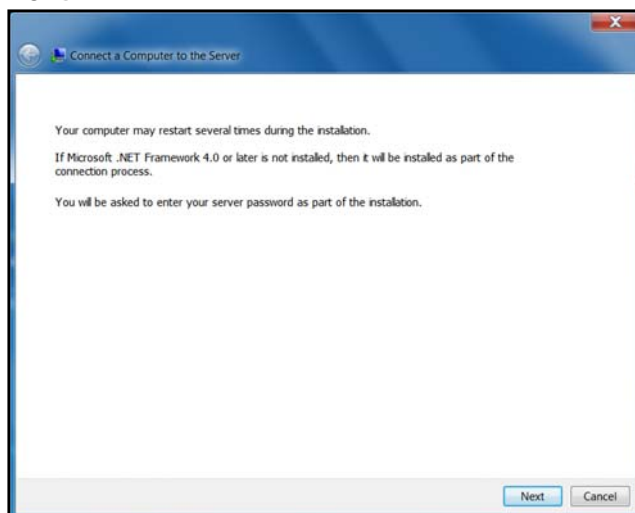 Connect a Computer to the Server
Your computer may restart several times during the installation.
If Microsoft .NET Framework 4.0 or later is not installed, then it will be installed as part of the
connection process.
You will be asked to enter your server password as part of the installation.
Next Cancel